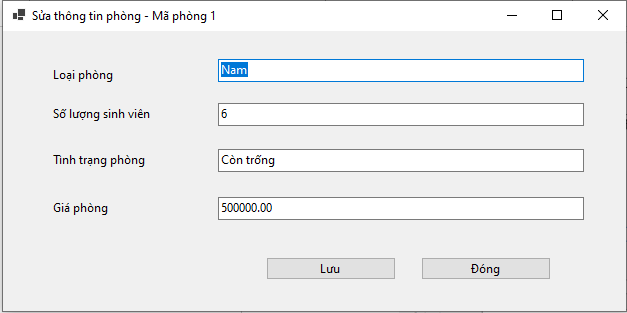 Sửa thông tin phòng - Mã phòng 1
Loại phòng
Nam
Số lượng sinh viên
6
Tình trạng phòng
Còn trống
Giá phòng
500000.00
Lưu
Đóng